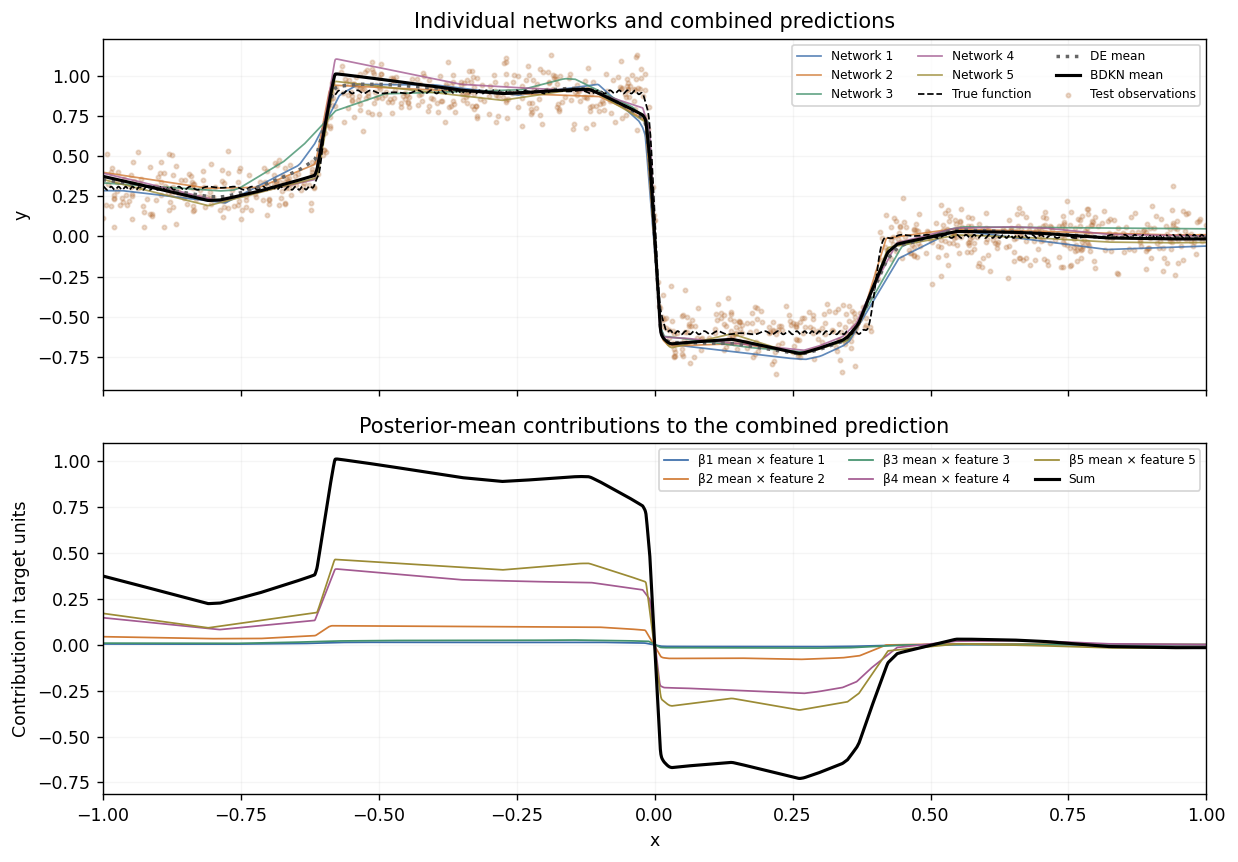 Individual networks and combined predictions
Network 1 Network 4 DE mean
Network 2 Network 5 BDKN mean
Network 3 True function Test observations
1.00
0.75
0.50
0.25
0.00
−0.25
−0.50
−0.75
y
Posterior-mean contributions to the combined prediction
β1 mean × feature 1 β3 mean × feature 3 β5 mean × feature 5
β2 mean × feature 2 β4 mean × feature 4 Sum
1.00
0.75
0.50
0.25
0.00
−0.25
−0.50
−0.75
Contribution in target units
−1.00 −0.75 −0.50 −0.25 0.00 0.25 0.50 0.75 1.00
x